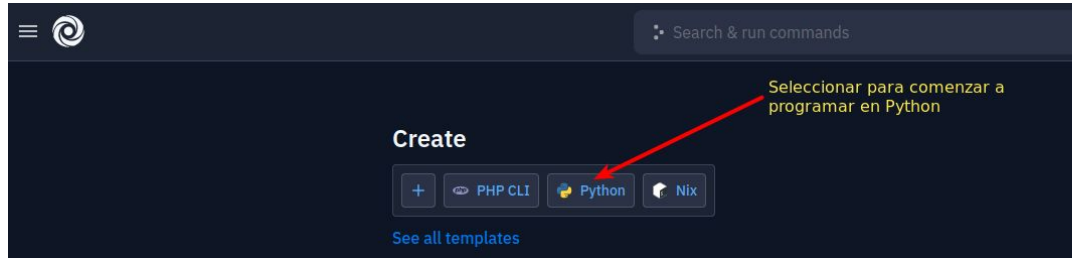 Search & run commands
Seleccionar para comenzar a
programar en Python
Create
+ PHP CLI Python Nix
See all templates